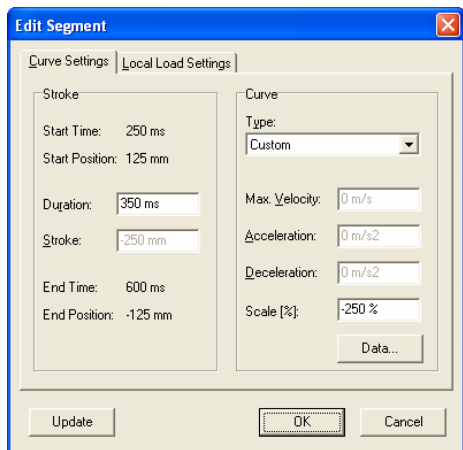 Edit Segment
Curve Settings
Local Load Settings
Stroke
Start Time: 250 ms
Start Position: 125 mm
Duration: 350 ms
Stroke: -250 mm
End Time: 600 ms
End Position: -125 mm
Curve
Type:
Custom
Max. Velocity: 0 m/s
Acceleration: 0 m/s2
Deceleration: 0 m/s2
Scale [%]: -250 %
Data...
Update
OK
Cancel